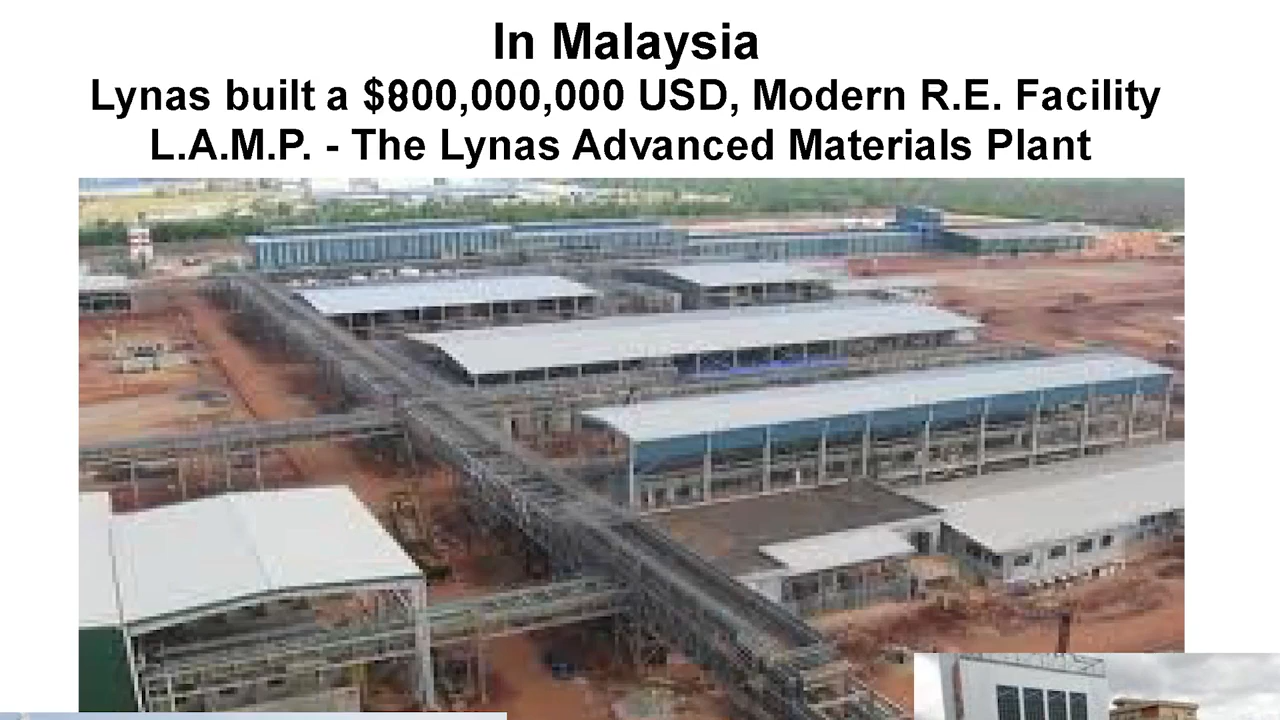 In Malaysia
Lynas built a $800,000,000 USD, Modern R.E. Facility
L.A.M.P. - The Lynas Advanced Materials Plant